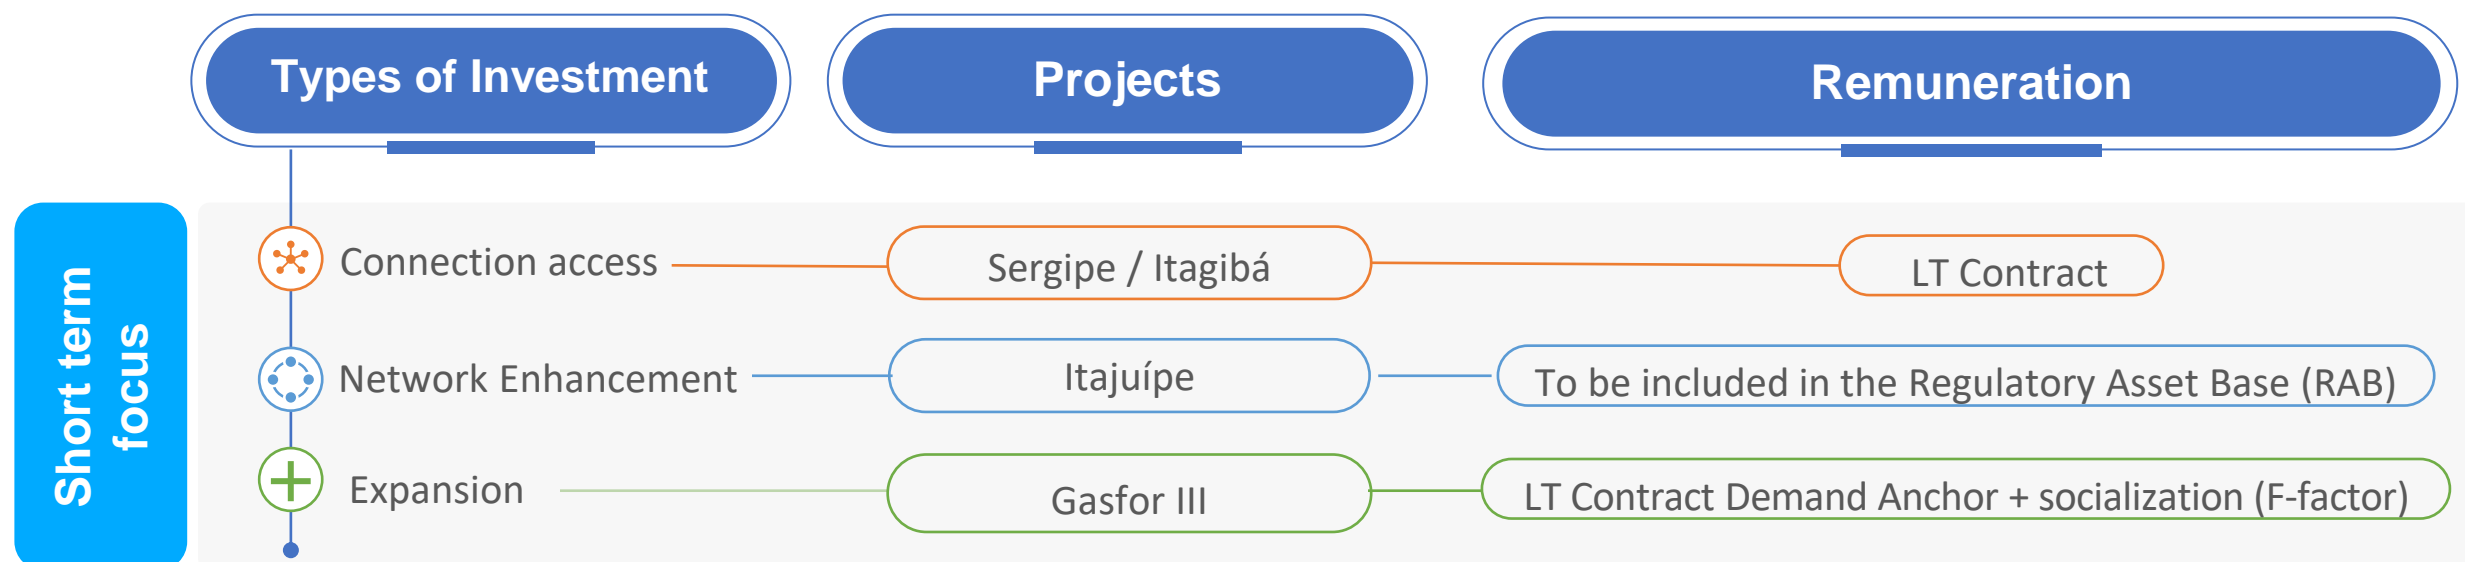 Types of Investment
Projects
Remuneration
Short term
focus
Connection access
Sergipe / Itagibá
LT Contract
Network Enhancement
Itajuípe
To be included in the Regulatory Asset Base (RAB)
Expansion
Gasfor III
LT Contract Demand Anchor + socialization (F-factor)